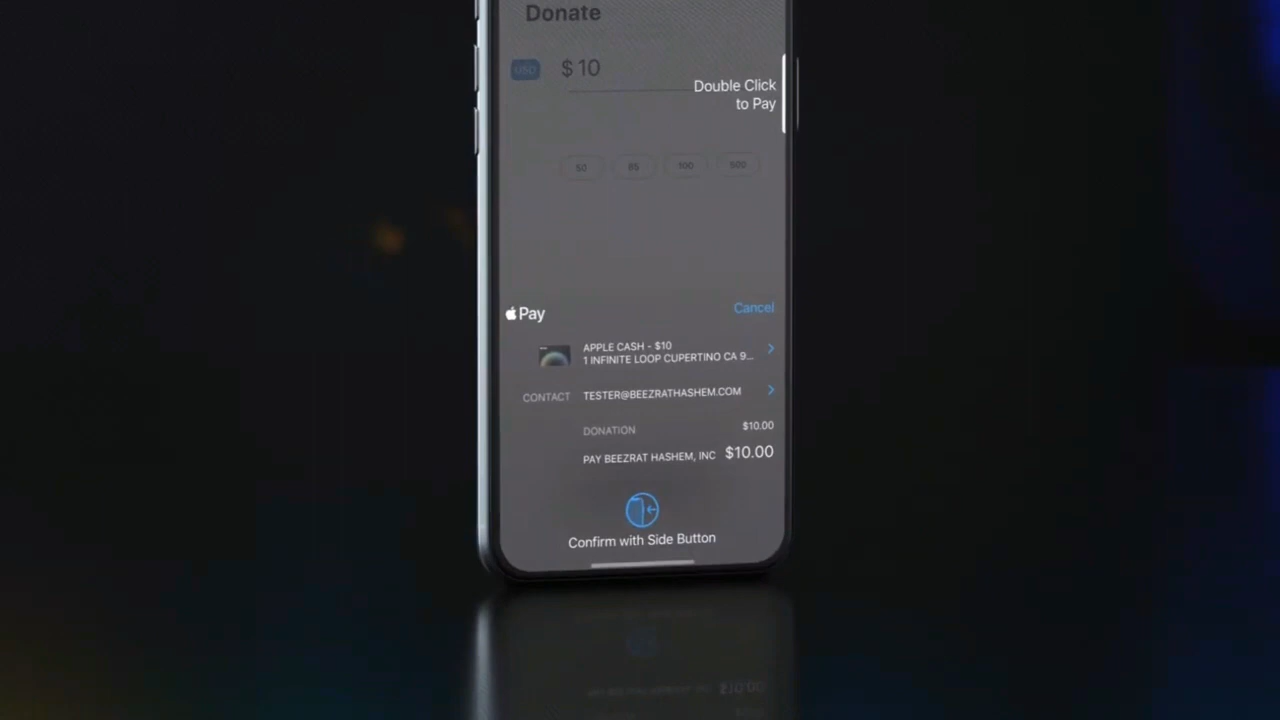 Donate
USD
$ 10
Double Click
to Pay
50
85
100
500
Pay
Cancel
APPLE CASH - $10
1 INFINITE LOOP CUPERTINO CA 9...
CONTACT
TESTER@BEEZRATHASHEM.COM
DONATION
$10.00
PAY BEEZRAT HASHEM, INC
$10.00
Confirm with Side Button